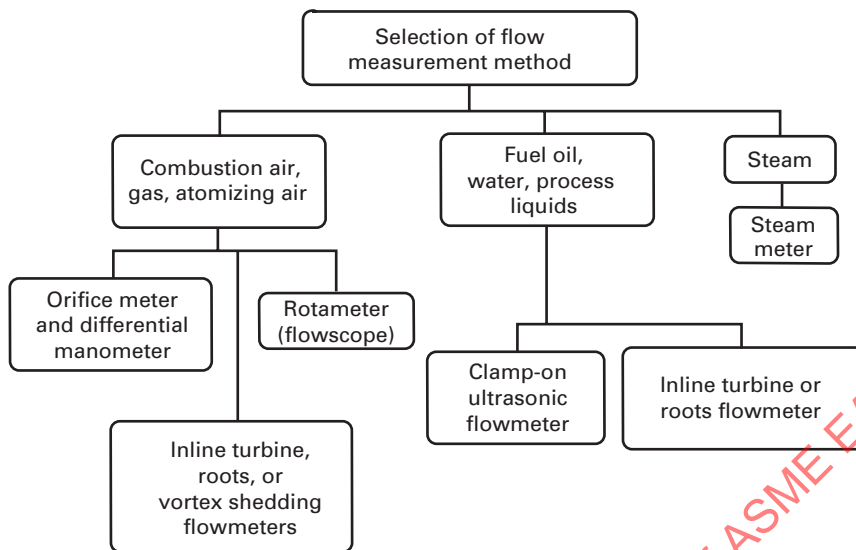 Selection of flow
measurement method
Combustion air,
gas, atomizing air
Fuel oil,
water, process
liquids
Steam
Steam
meter
Orifice meter
and differential
manometer
Rotameter
(flowscope)
Inline turbine,
roots, or
vortex shedding
flowmeters
Clamp-on
ultrasonic
flowmeter
Inline turbine or
roots flowmeter
ASME